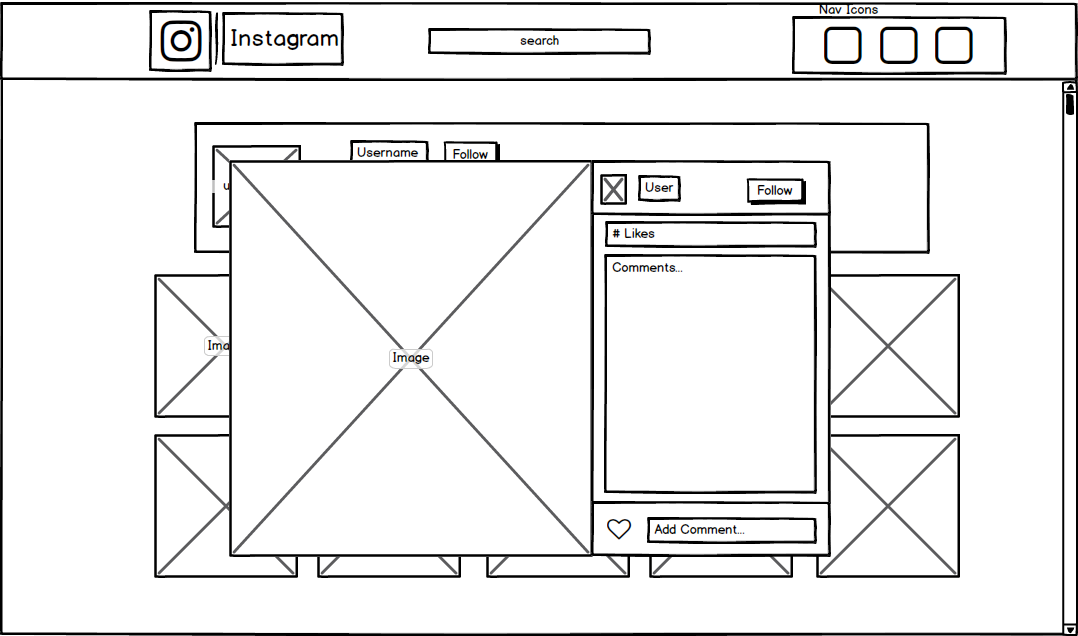 Nav Icons
Instagram
search
Username
Follow
u
User
Follow
# Likes
Comments...
Ima
Image
Add Comment...